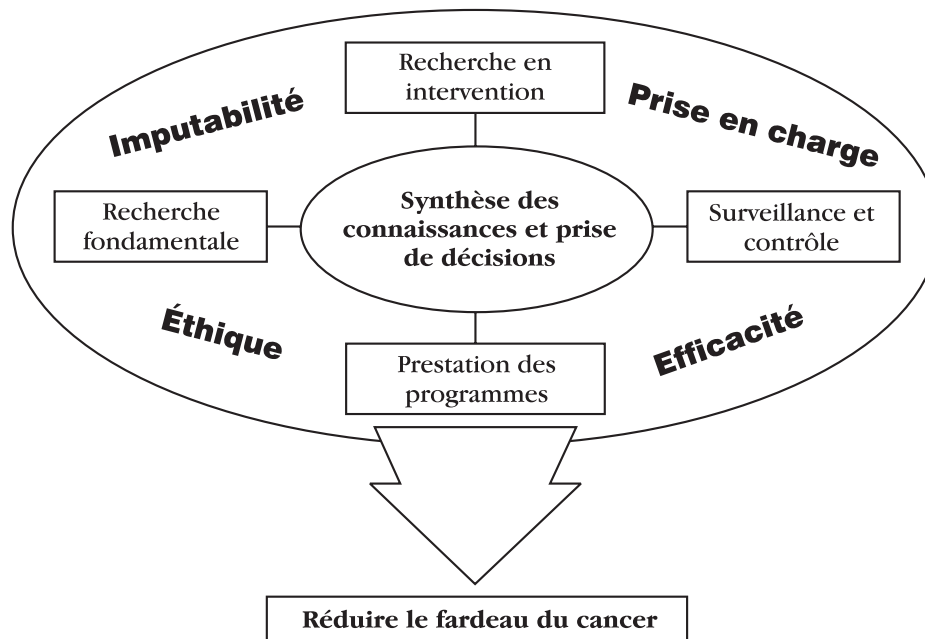 Recherche en
intervention
Imputabilité
Prise en charge
Recherche
fondamentale
Synthèse des
connaissances et prise
de décisions
Surveillance et
contrôle
Éthique
Efficacité
Prestation des
programmes
Réduire le fardeau du cancer